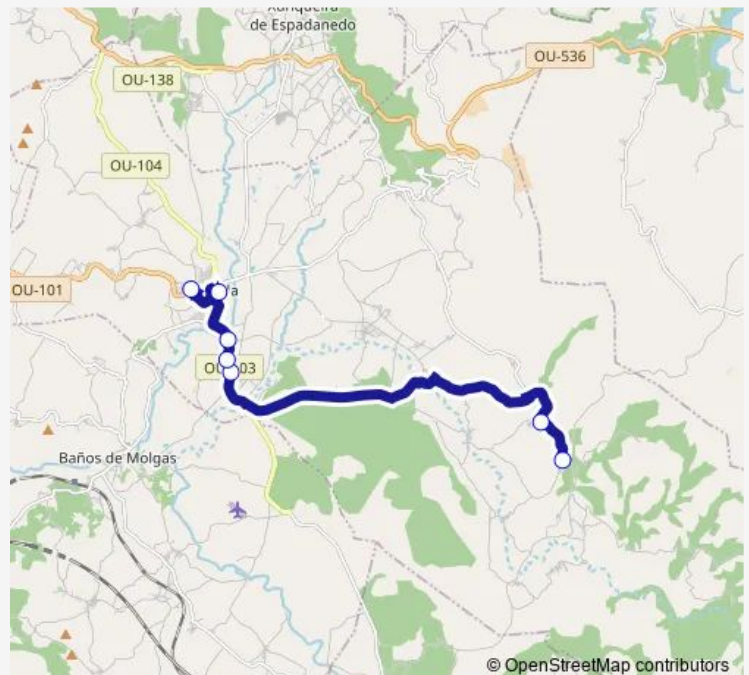 de Espadanedo
OU-536
OU-138
OU-104
OU-101
Baños de Molgas
© OpenStreetMap contributors